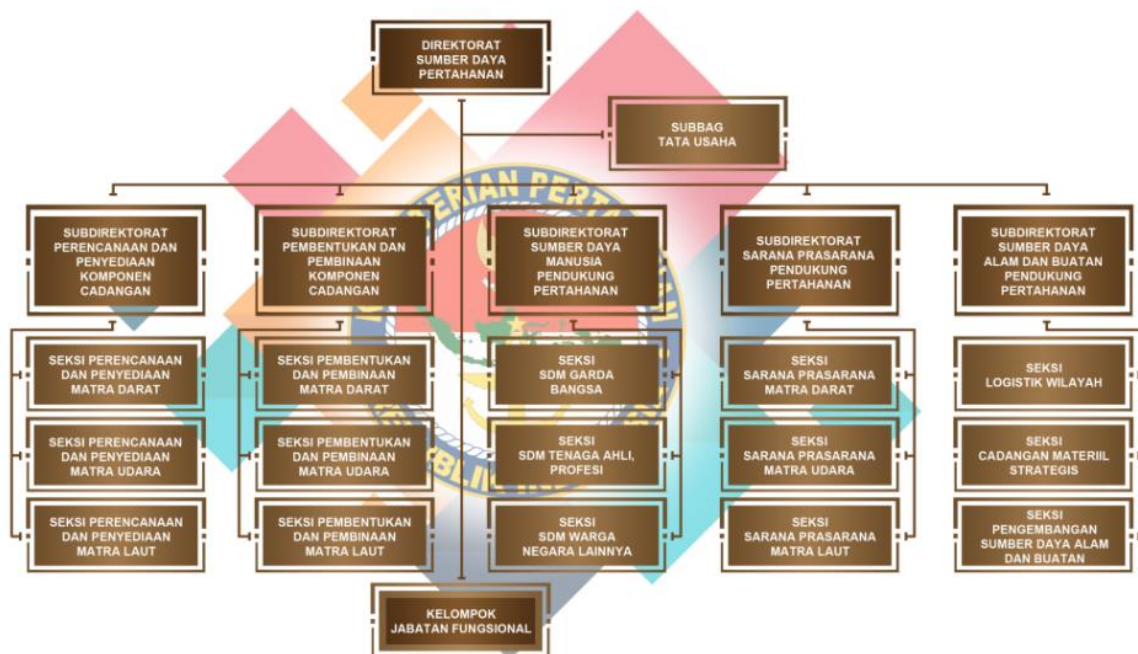 DIREKTORAT
SUMBER DAYA
PERTAHANAN
SUBBAG
TATA USAHA
SUBDIREKTORAT
PERENCANAAN DAN
PENYEDIAAN
KOMPONEN
CADANGAN
SUBDIREKTORAT
PEMBENTUKAN DAN
PEMBINAAN
KOMPONEN
CADANGAN
SUBDIREKTORAT
SUMBER DAYA
MANUSIA
PENDUKUNG
PERTAHANAN
SUBDIREKTORAT
SARANA PRASARANA
PENDUKUNG
PERTAHANAN
SUBDIREKTORAT
SUMBER DAYA
ALAM DAN BUATAN
PENDUKUNG
PERTAHANAN
SEKSI PERENCANAAN
DAN PENYEDIAAN
MATRA DARAT
SEKSI PEMBENTUKAN
DAN PEMBINAAN
MATRA DARAT
SEKSI
SDM GARDA
BANGSA
SEKSI
SARANA PRASARANA
MATRA DARAT
SEKSI
LOGISTIK WILAYAH
SEKSI PERENCANAAN
DAN PENYEDIAAN
MATRA UDARA
SEKSI PEMBENTUKAN
DAN PEMBINAAN
MATRA UDARA
SEKSI
SDM TENAGA AHLI,
PROFESI
SEKSI
SARANA PRASARANA
MATRA UDARA
SEKSI
CADANGAN MATERIIL
STRATEGIS
SEKSI PERENCANAAN
DAN PENYEDIAAN
MATRA LAUT
SEKSI PEMBENTUKAN
DAN PEMBINAAN
MATRA LAUT
SEKSI
SDM WARGA
NEGARA LAINNYA
SEKSI
SARANA PRASARANA
MATRA LAUT
SEKSI
PENGEMBANGAN
SUMBER DAYA ALAM
DAN BUATAN
KELOMPOK
JABATAN FUNGSIONAL